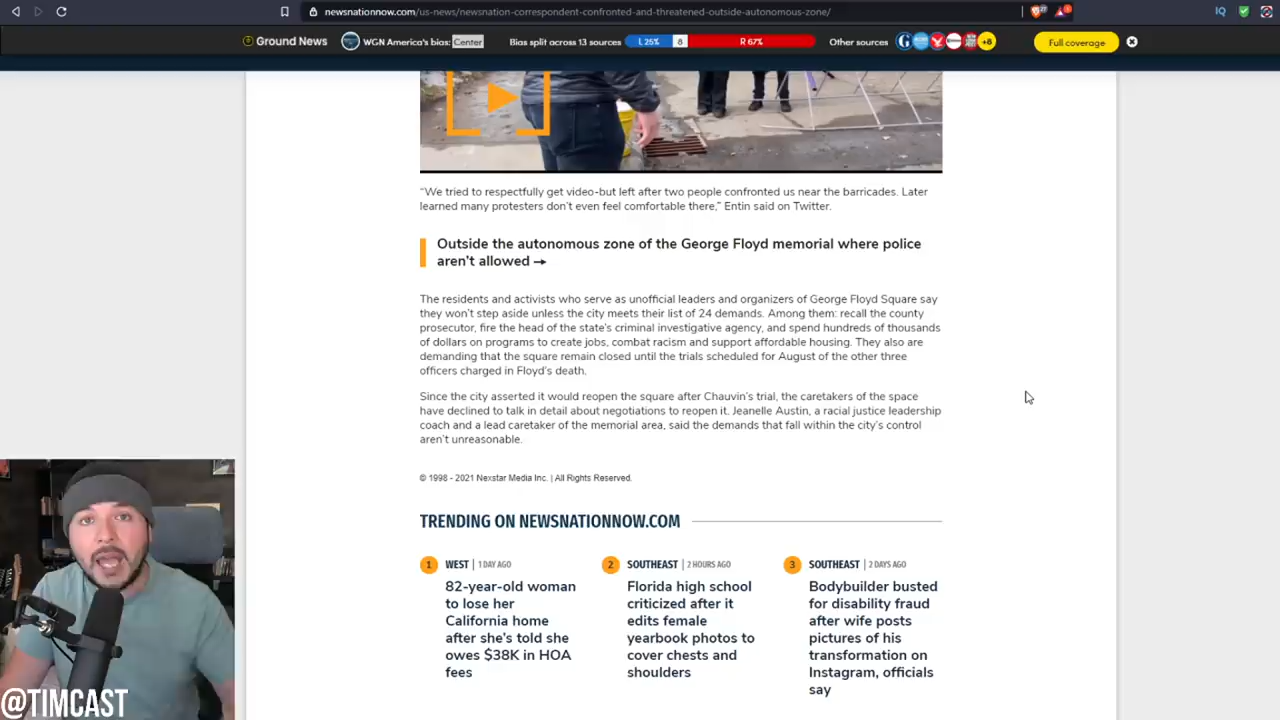 newsnationnow.com/us-news/newsnation-correspondent-confronted-and-threatened-outside-autonomous-zone/
Ground News WGN America's bias: Center Bias split across 13 sources L 25% 8 R 67% Other sources +8 Full coverage
“We tried to respectfully get video-but left after two people confronted us near the barricades. Later
learned many protesters don’t even feel comfortable there,” Entin said on Twitter.
Outside the autonomous zone of the George Floyd memorial where police
aren’t allowed →
The residents and activists who serve as unofficial leaders and organizers of George Floyd Square say
they won’t step aside unless the city meets their list of 24 demands. Among them: recall the county
prosecutor, fire the head of the state’s criminal investigative agency, and spend hundreds of thousands
of dollars on programs to create jobs, combat racism and support affordable housing. They also are
demanding that the square remain closed until the trials scheduled for August of the other three
officers charged in Floyd’s death.
Since the city asserted it would reopen the square after Chauvin’s trial, the caretakers of the space
have declined to talk in detail about negotiations to reopen it. Jeanelle Austin, a racial justice leadership
coach and a lead caretaker of the memorial area, said the demands that fall within the city’s control
aren’t unreasonable.
© 1998 - 2021 Nexstar Media Inc. | All Rights Reserved.
TRENDING ON NEWSNATIONNOW.COM
1 WEST | 1 DAY AGO
82-year-old woman
to lose her
California home
after she’s told she
owes $38K in HOA
fees
2 SOUTHEAST | 2 HOURS AGO
Florida high school
criticized after it
edits female
yearbook photos to
cover chests and
shoulders
3 SOUTHEAST | 2 DAYS AGO
Bodybuilder busted
for disability fraud
after wife posts
pictures of his
transformation on
Instagram, officials
say
@TIMCAST